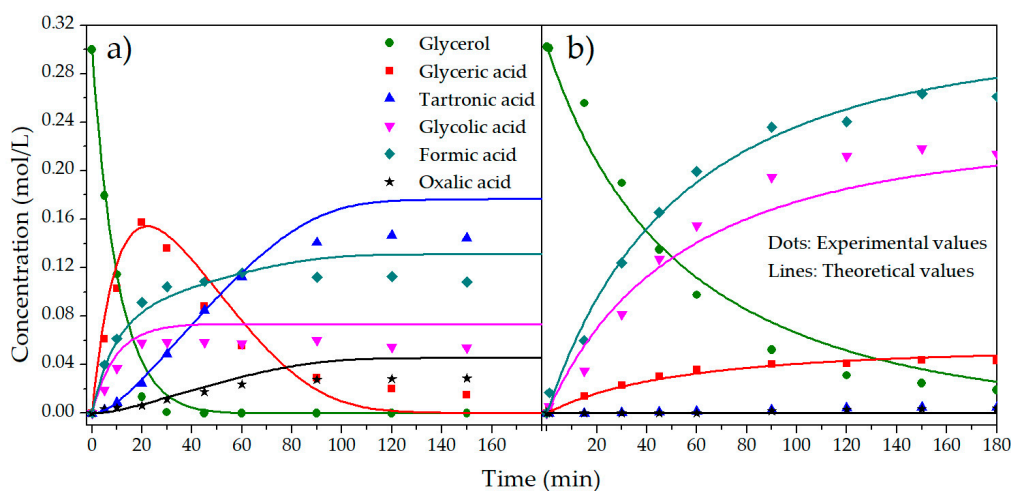 0.32
0.28
0.24
0.20
0.16
0.12
0.08
0.04
0.00
Concentration (mol/L)
a)
Glycerol
Glyceric acid
Tartronic acid
Glycolic acid
Formic acid
Oxalic acid
b)
Dots: Experimental values
Lines: Theoretical values
0 20 40 60 80 100 120 140 160
20 40 60 80 100 120 140 160 180
Time (min)